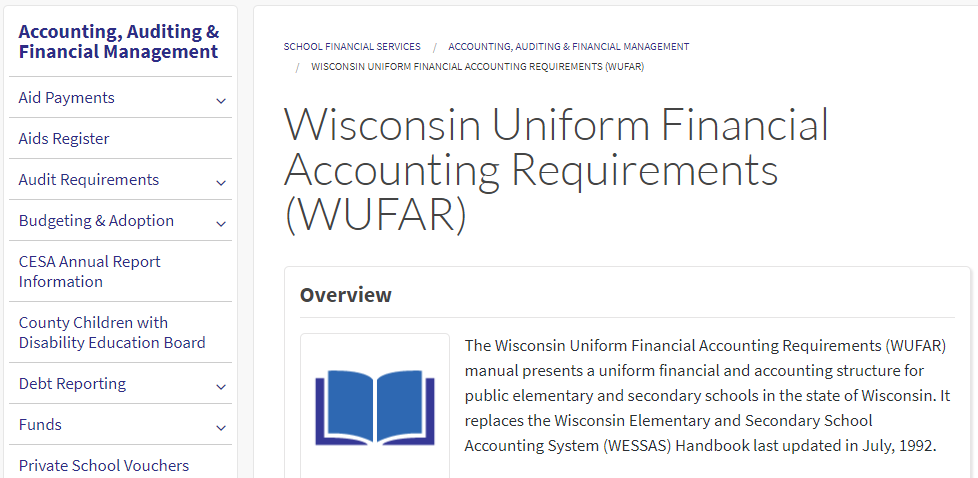 Accounting, Auditing &
Financial Management
Aid Payments
Aids Register
Audit Requirements
Budgeting & Adoption
CESA Annual Report
Information
County Children with
Disability Education Board
Debt Reporting
Funds
Private School Vouchers
SCHOOL FINANCIAL SERVICES / ACCOUNTING, AUDITING & FINANCIAL MANAGEMENT
/ WISCONSIN UNIFORM FINANCIAL ACCOUNTING REQUIREMENTS (WUFAR)
Wisconsin Uniform Financial
Accounting Requirements
(WUFAR)
Overview
The Wisconsin Uniform Financial Accounting Requirements (WUFAR)
manual presents a uniform financial and accounting structure for
public elementary and secondary schools in the state of Wisconsin. It
replaces the Wisconsin Elementary and Secondary School
Accounting System (WESSAS) Handbook last updated in July, 1992.